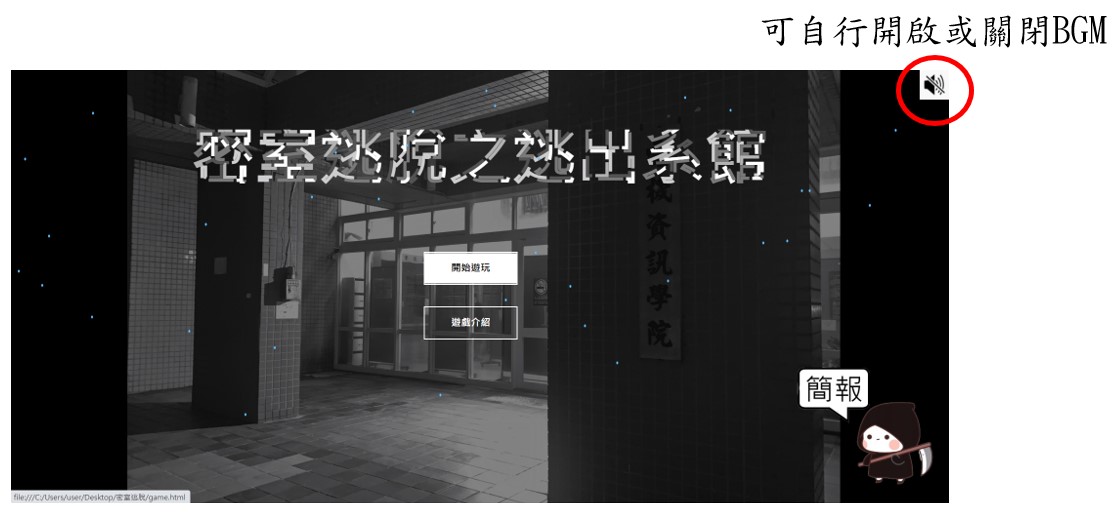 可自行開啟或關閉BGM
密室逃脫之逃出系館
技資訊學院
開始遊玩
遊戲介紹
簡報
file:///C:/Users/user/Desktop/密室逃脫/game.html